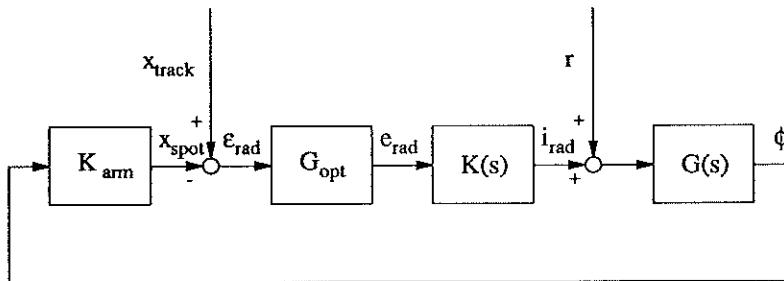 x_track
r
+
+
K_arm
x_spot
ε_rad
G_opt
e_rad
K(s)
i_rad
G(s)
ϕ
-
+